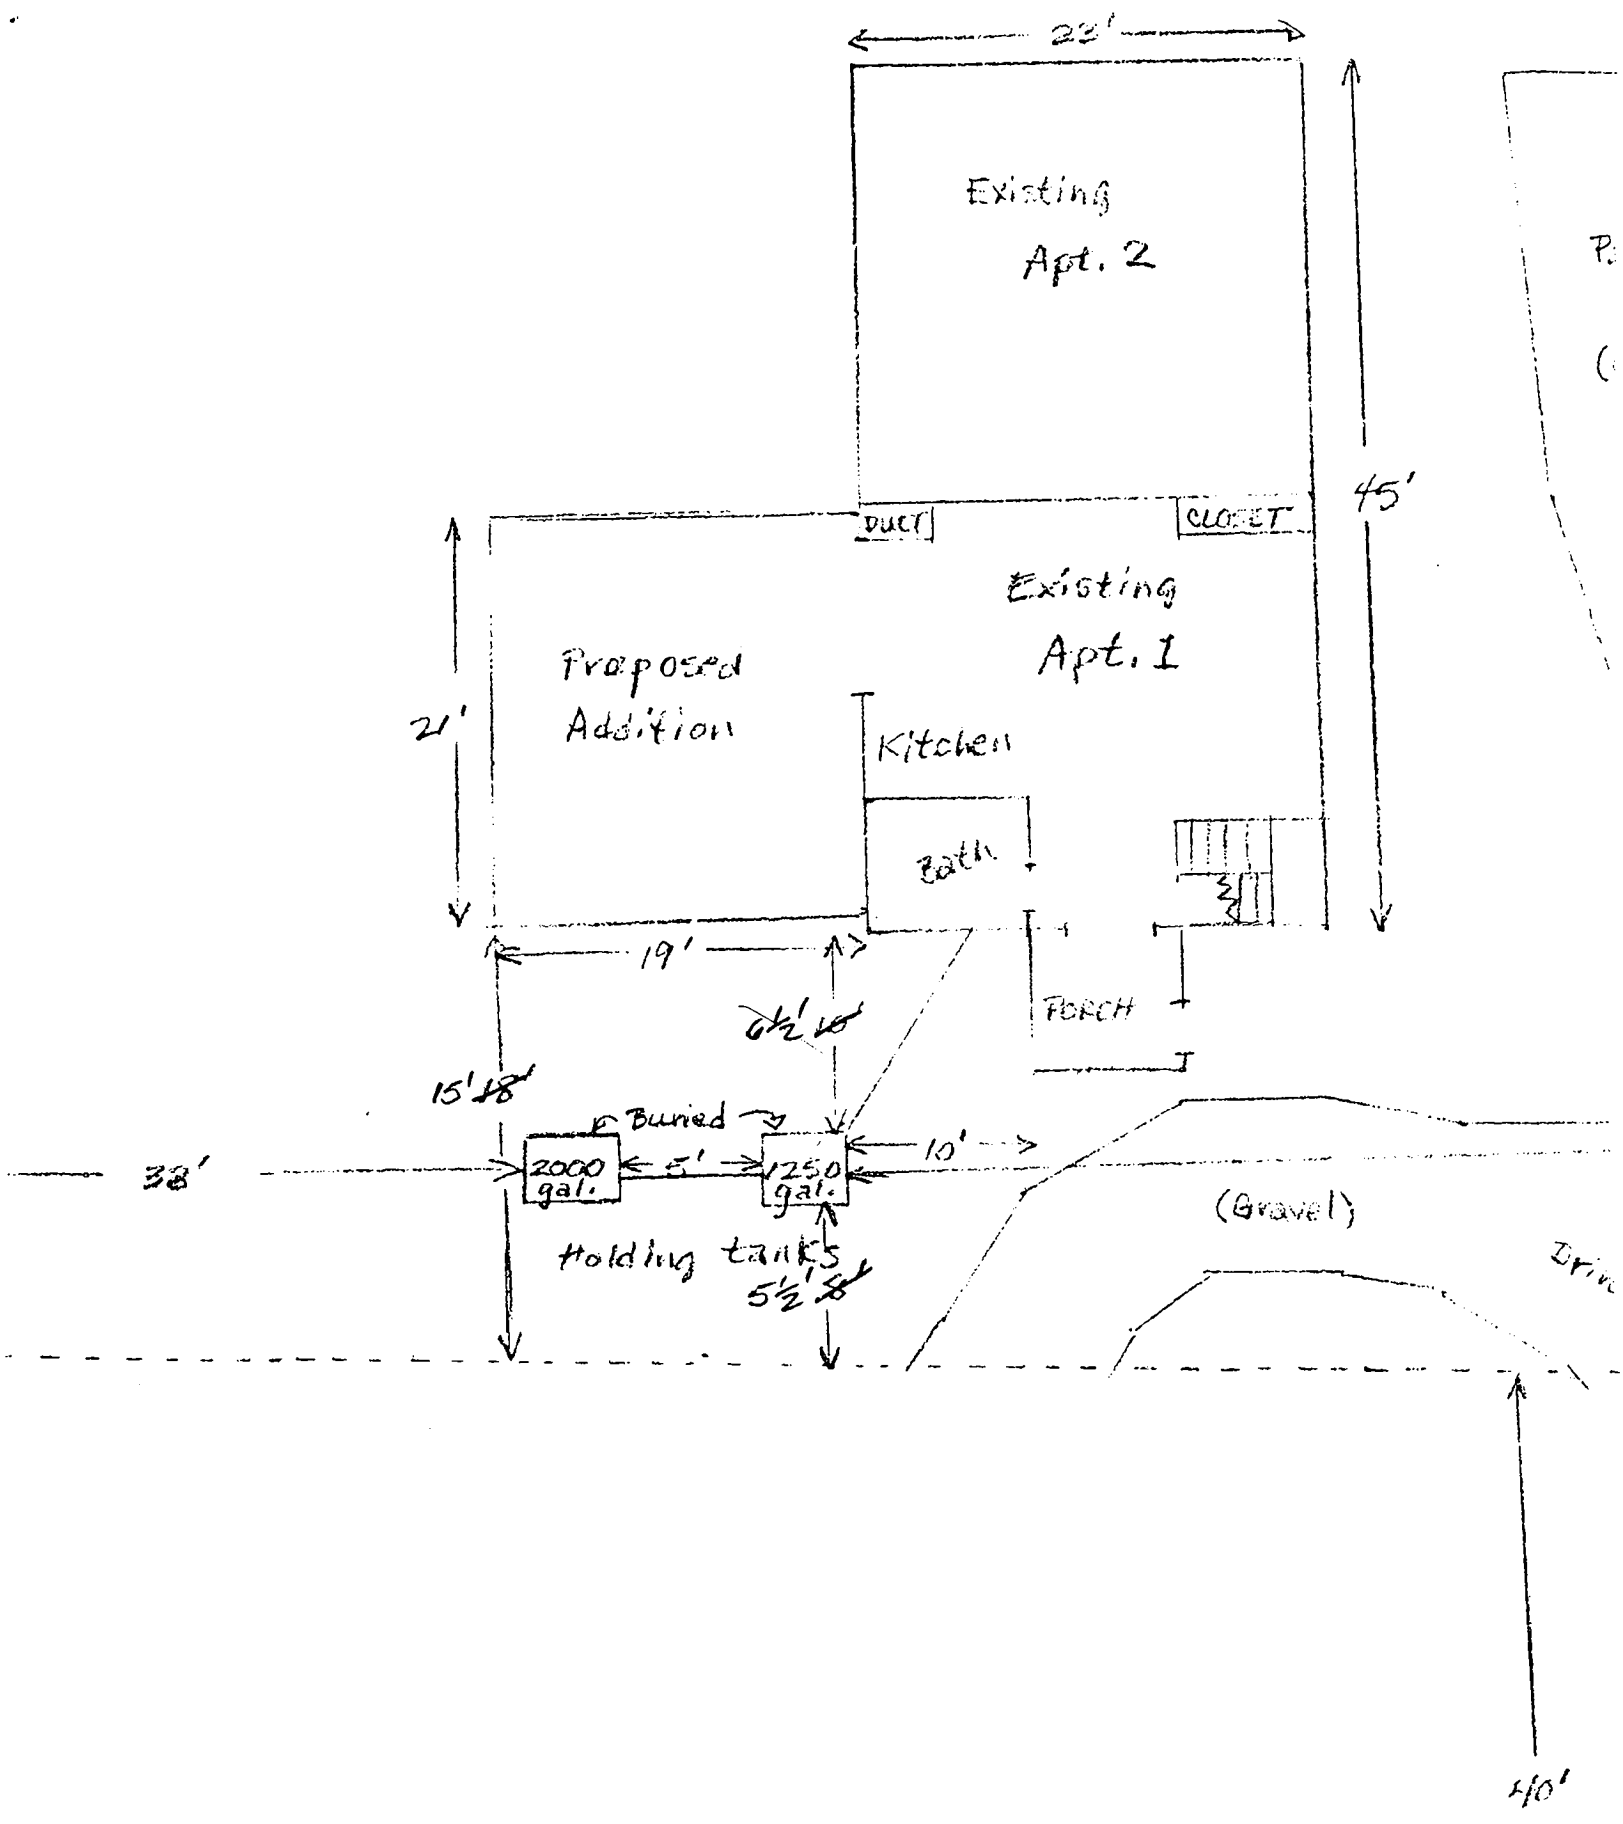 23'
Existing
Apt. 2
45'
DUCT
CLOSET
Existing
Apt. 1
Proposed
Addition
21'
Kitchen
Bath
19'
6½' 10'
PORCH
15' 18'
Buried
10'
38'
2000
gal.
5'
1250
gal.
(Gravel)
Holding tanks
5½' 8'
40'